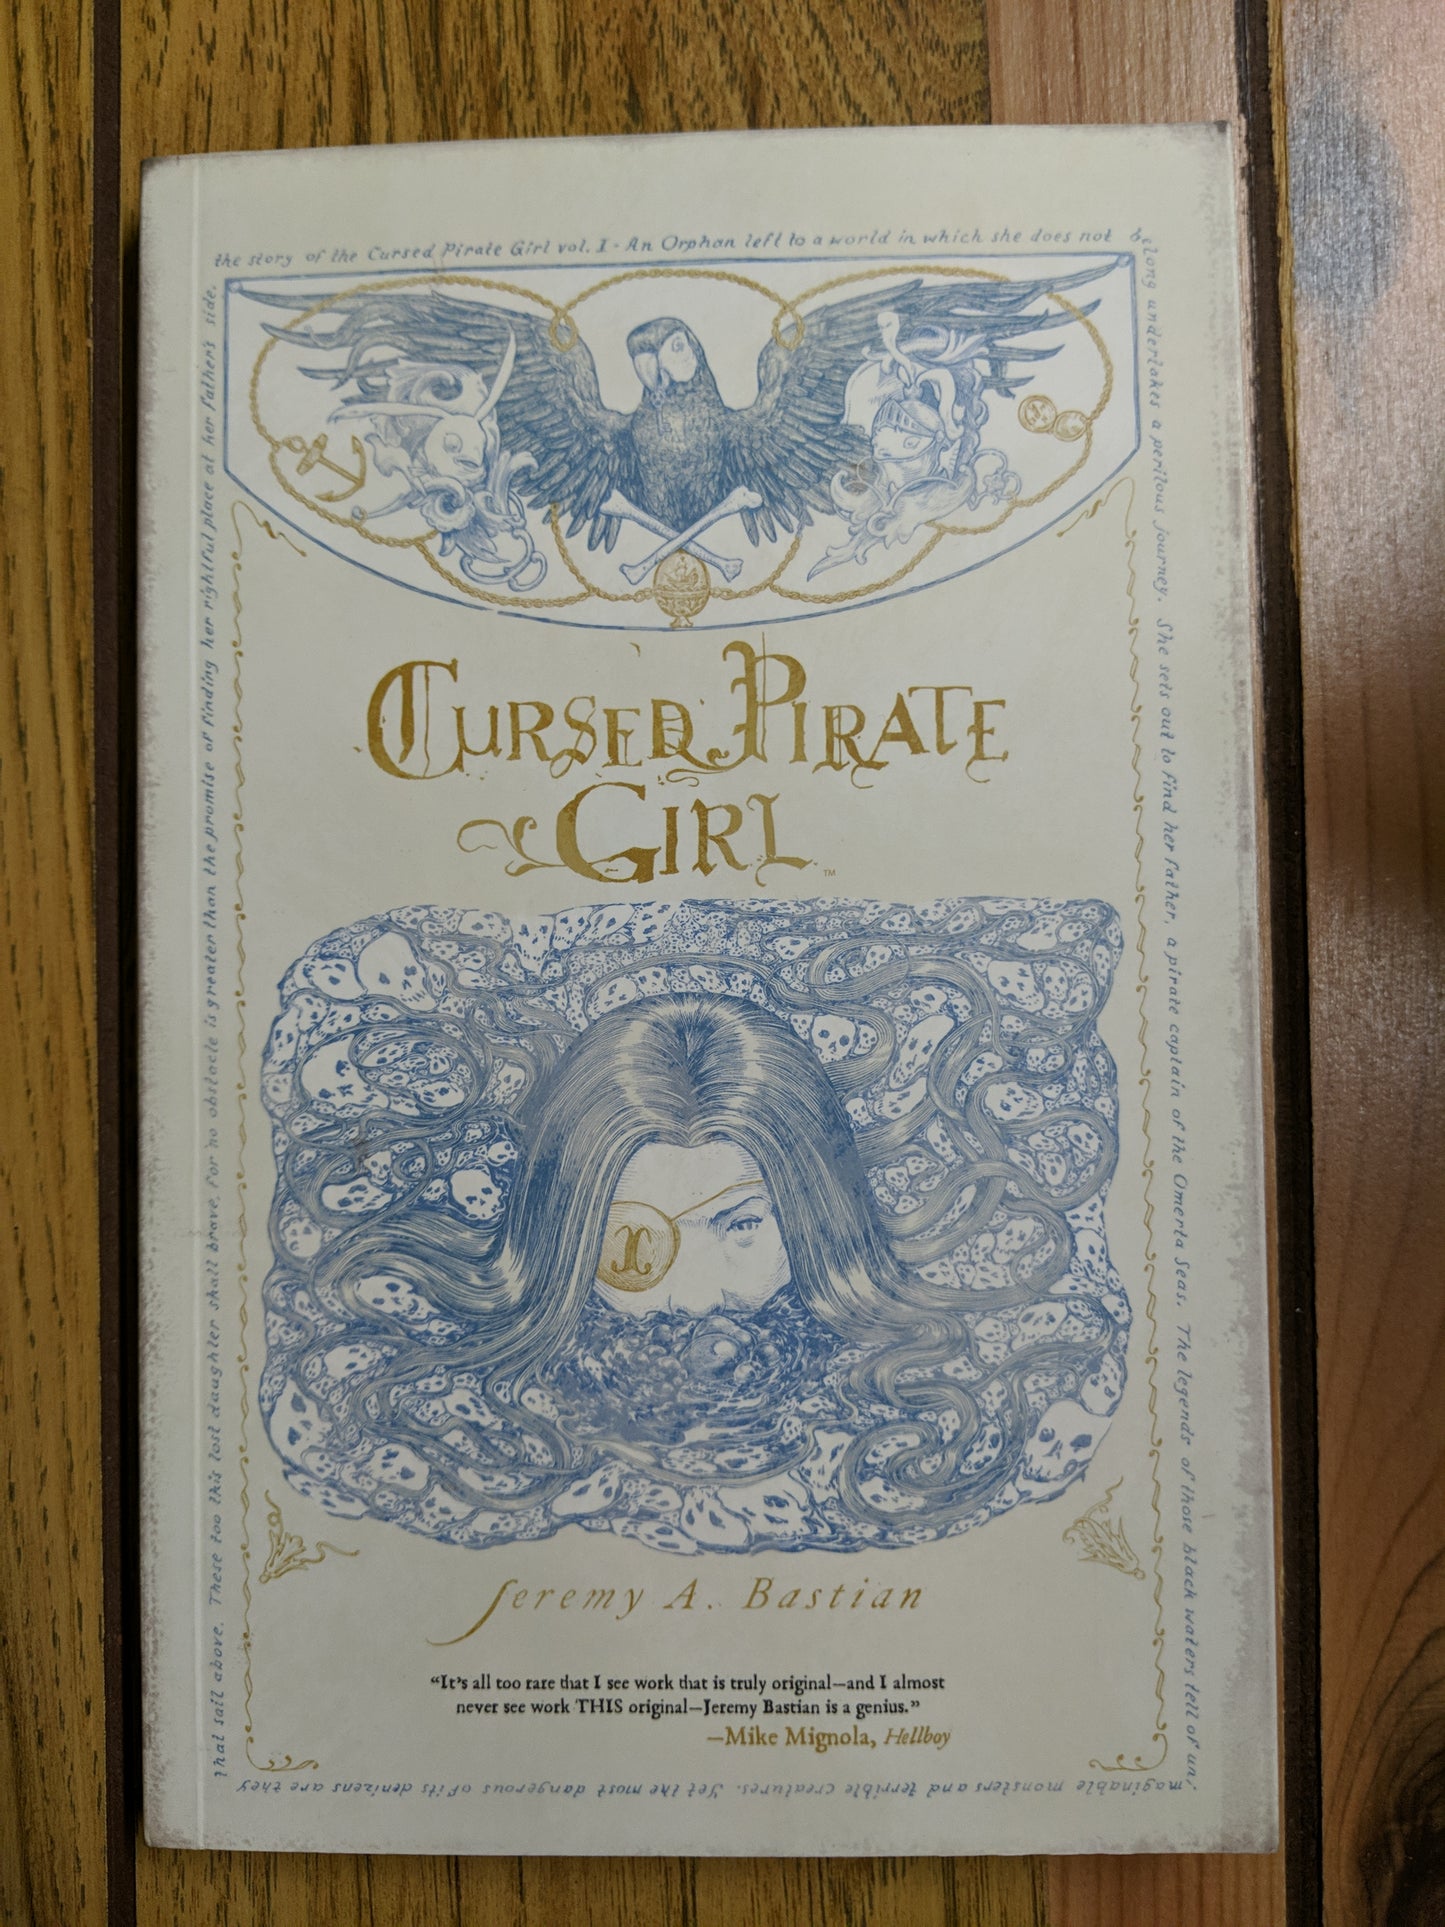 the story of the Cursed Pirate Girl vol. I - An Orphan left to a world in which she does not
belong undertakes a perilous journey. She sets out to find her father, a pirate captain of the Omerta Seas. The legends of those black waters tell of un
maginable monsters and terrible creatures. Yet the most dangerous of its denizens are they
that sail above. These too this lost daughter shall brave, for no obstacle is greater than the promise of finding her rightful place at her father's side.
CURSED PIRATE
GIRL ™
X
Jeremy A. Bastian
“It’s all too rare that I see work that is truly original—and I almost
never see work THIS original—Jeremy Bastian is a genius.”
—Mike Mignola, Hellboy